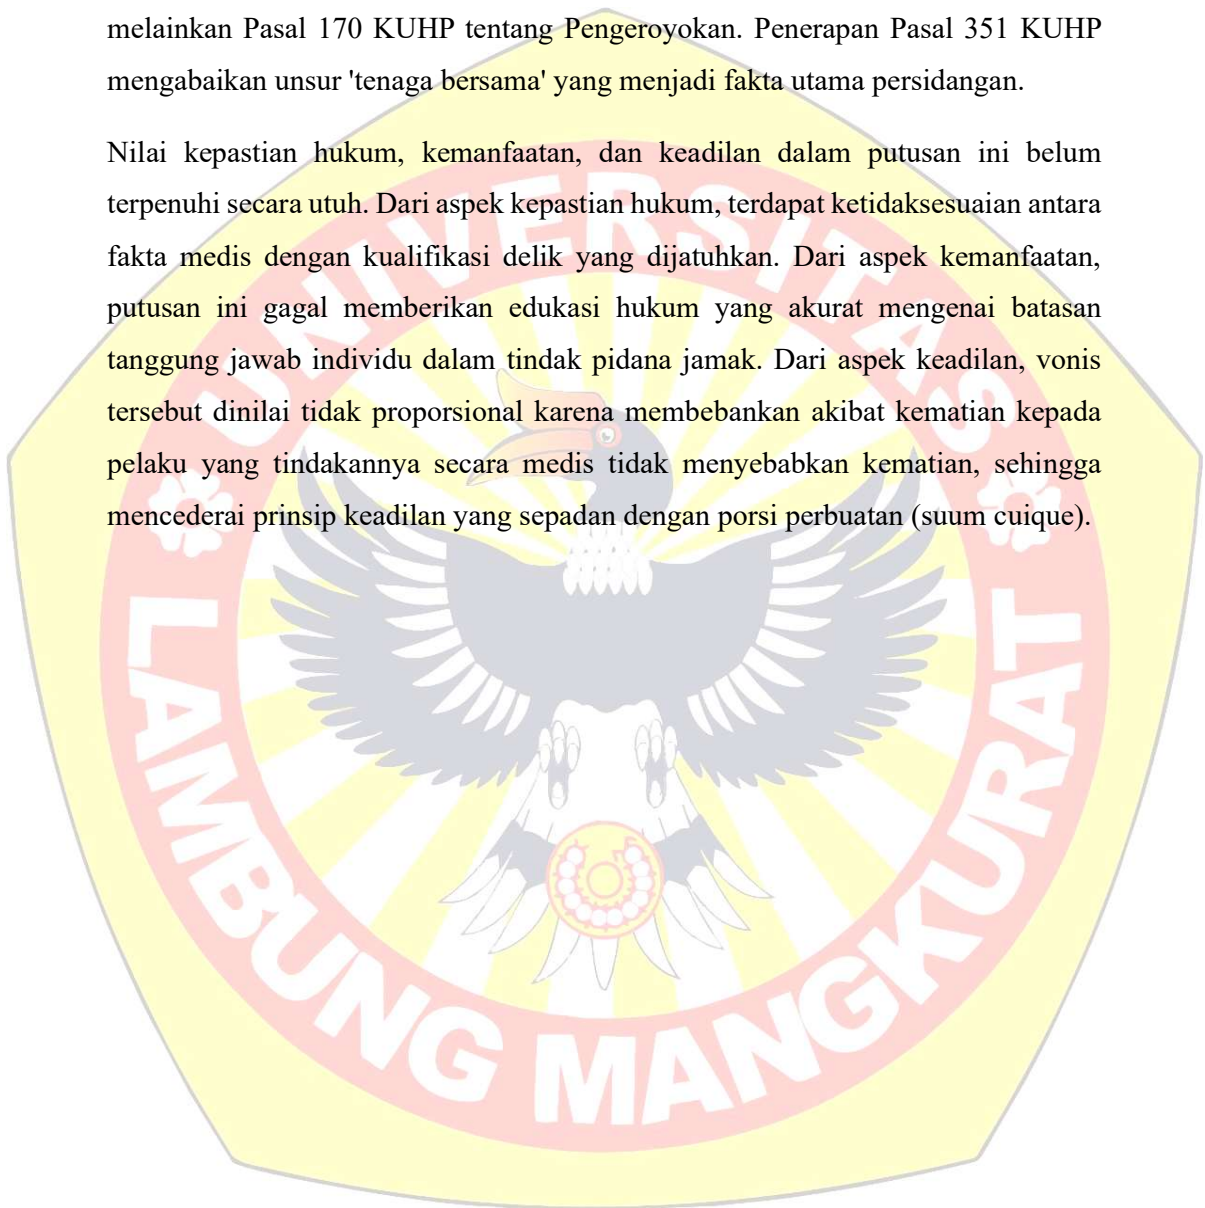 melainkan Pasal 170 KUHP tentang Pengeroyokan. Penerapan Pasal 351 KUHP
mengabaikan unsur 'tenaga bersama' yang menjadi fakta utama persidangan.
Nilai kepastian hukum, kemanfaatan, dan keadilan dalam putusan ini belum
terpenuhi secara utuh. Dari aspek kepastian hukum, terdapat ketidaksesuaian antara
fakta medis dengan kualifikasi delik yang dijatuhkan. Dari aspek kemanfaatan,
putusan ini gagal memberikan edukasi hukum yang akurat mengenai batasan
tanggung jawab individu dalam tindak pidana jamak. Dari aspek keadilan, vonis
tersebut dinilai tidak proporsional karena membebankan akibat kematian kepada
pelaku yang tindakannya secara medis tidak menyebabkan kematian, sehingga
mencederai prinsip keadilan yang sepadan dengan porsi perbuatan (suum cuique).
UNIVERSITAS
LAMBUNG MANGKURAT